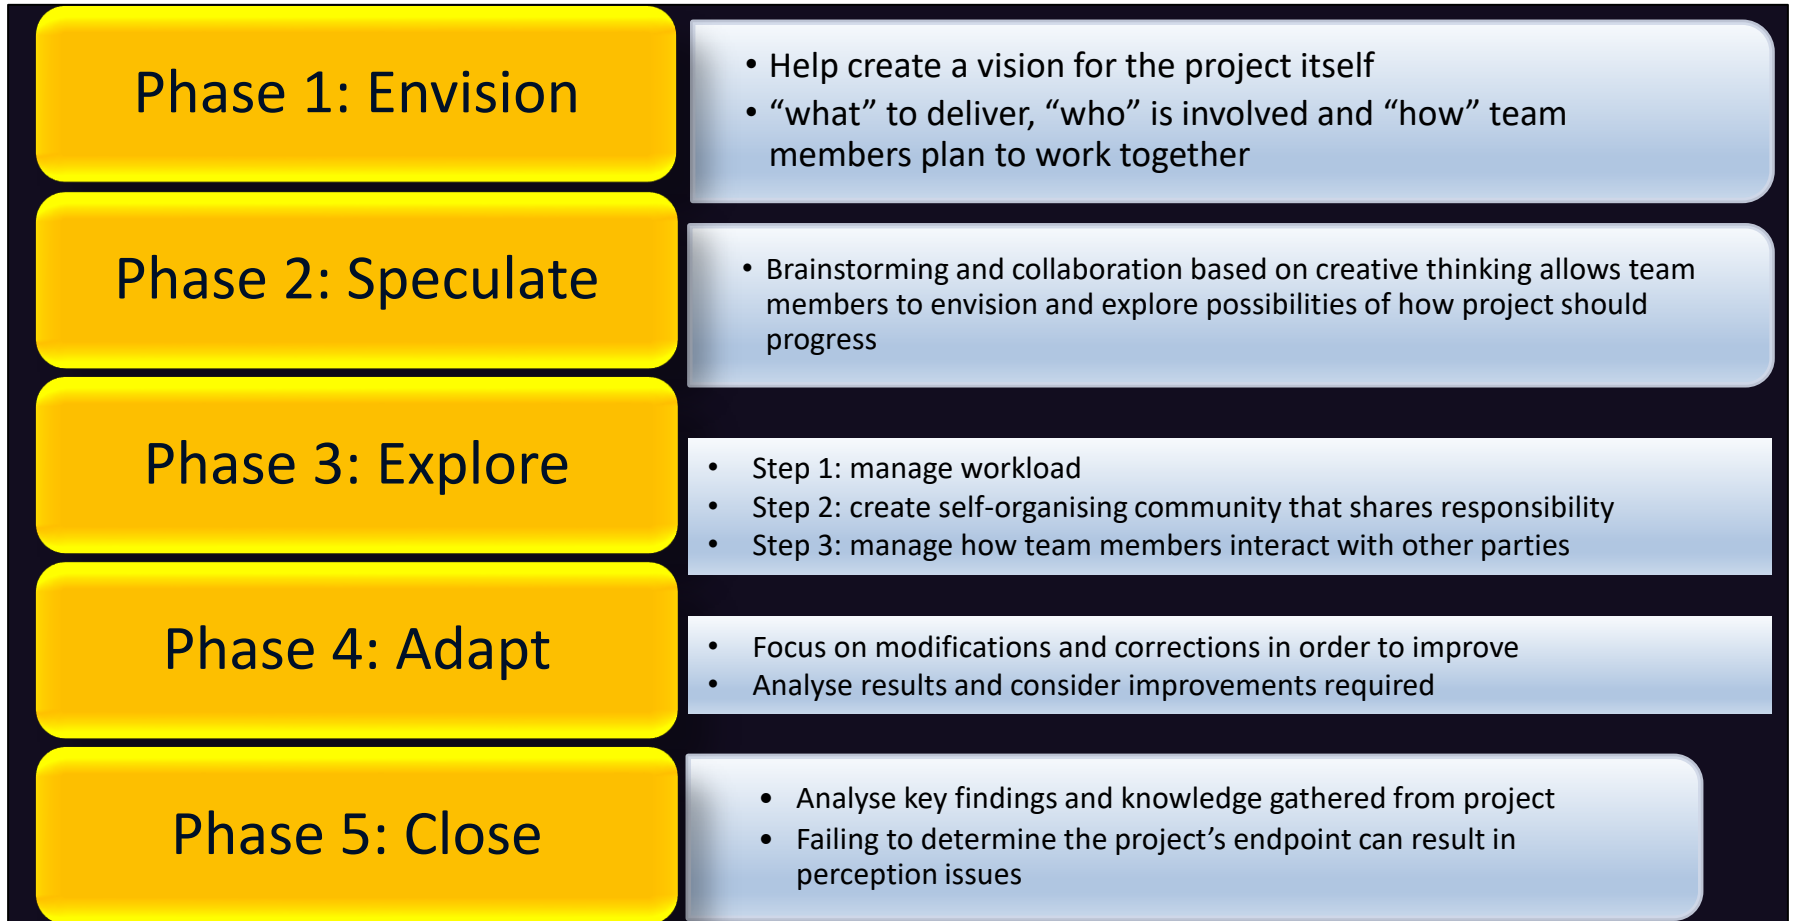 Phase 1: Envision
• Help create a vision for the project itself
• “what” to deliver, “who” is involved and “how” team
members plan to work together
Phase 2: Speculate
• Brainstorming and collaboration based on creative thinking allows team
members to envision and explore possibilities of how project should
progress
Phase 3: Explore
• Step 1: manage workload
• Step 2: create self-organising community that shares responsibility
• Step 3: manage how team members interact with other parties
Phase 4: Adapt
• Focus on modifications and corrections in order to improve
• Analyse results and consider improvements required
Phase 5: Close
• Analyse key findings and knowledge gathered from project
• Failing to determine the project’s endpoint can result in
perception issues